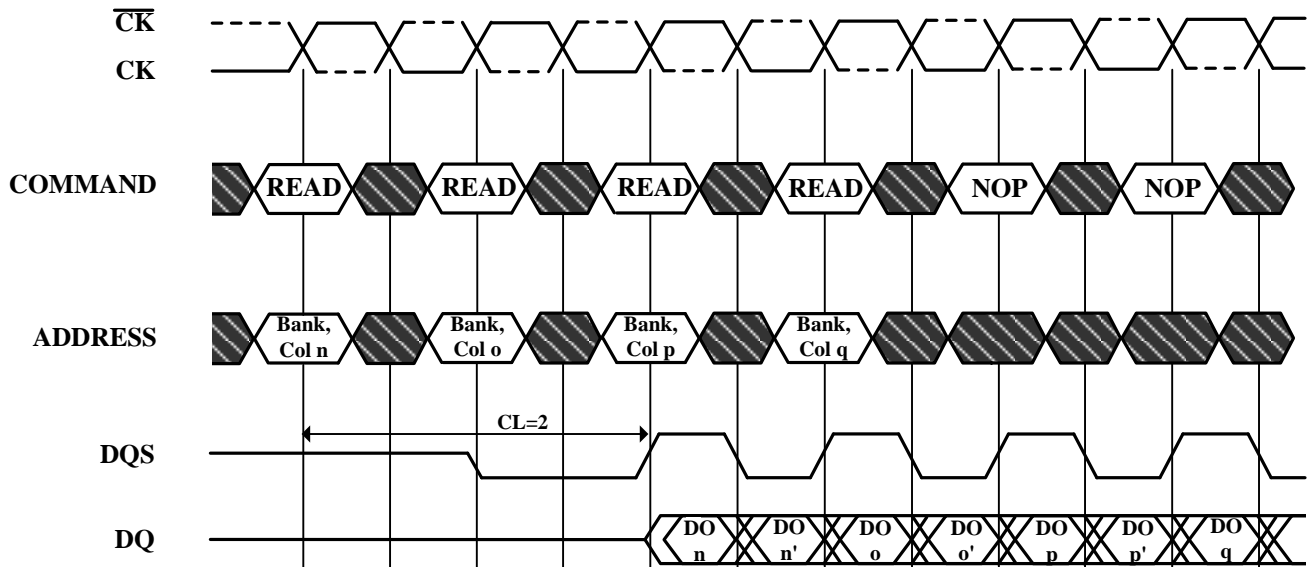 C̅K̅
CK
COMMAND
READ
READ
READ
READ
NOP
NOP
ADDRESS
Bank,
Col n
Bank,
Col o
Bank,
Col p
Bank,
Col q
CL=2
DQS
DQ
DO
n
DO
n'
DO
o
DO
o'
DO
p
DO
p'
DO
q